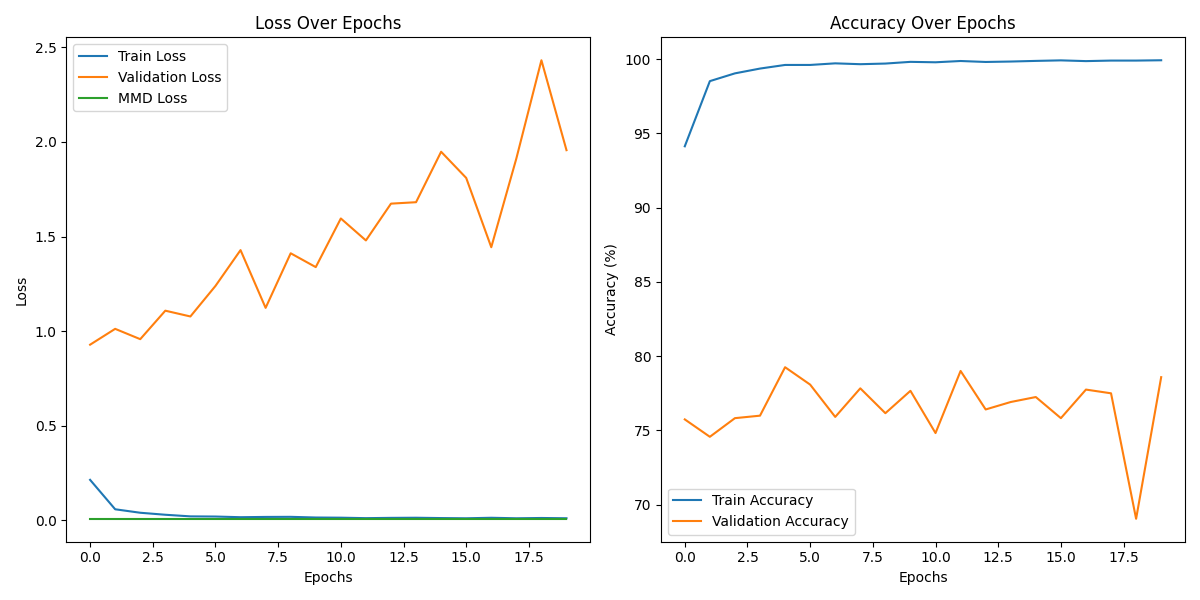 Loss Over Epochs
Train Loss
Validation Loss
MMD Loss
2.5
2.0
1.5
1.0
0.5
0.0
Loss
0.0 2.5 5.0 7.5 10.0 12.5 15.0 17.5
Epochs
Accuracy Over Epochs
100
95
90
85
80
75
70
Accuracy (%)
Train Accuracy
Validation Accuracy
0.0 2.5 5.0 7.5 10.0 12.5 15.0 17.5
Epochs